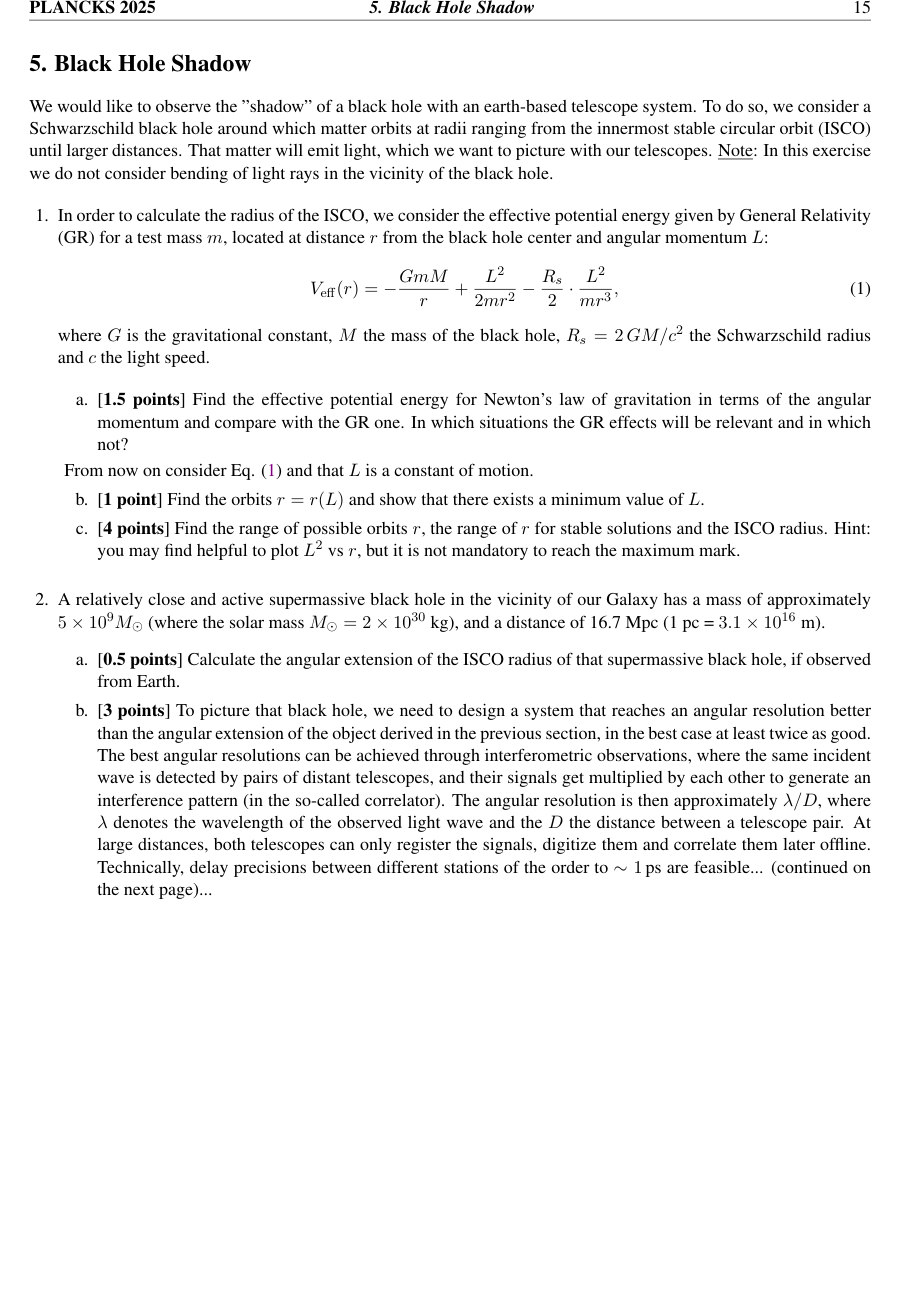 PLANCKS 2025 5. Black Hole Shadow 15
5. Black Hole Shadow
We would like to observe the ”shadow” of a black hole with an earth-based telescope system. To do so, we consider a
Schwarzschild black hole around which matter orbits at radii ranging from the innermost stable circular orbit (ISCO)
until larger distances. That matter will emit light, which we want to picture with our telescopes. Note: In this exercise
we do not consider bending of light rays in the vicinity of the black hole.
1. In order to calculate the radius of the ISCO, we consider the effective potential energy given by General Relativity
(GR) for a test mass m, located at distance r from the black hole center and angular momentum L:
V_eff(r) = −GmM/r + L²/2mr² − R_s/2 · L²/mr³, (1)
where G is the gravitational constant, M the mass of the black hole, R_s = 2 GM/c² the Schwarzschild radius
and c the light speed.
a. [1.5 points] Find the effective potential energy for Newton’s law of gravitation in terms of the angular
momentum and compare with the GR one. In which situations the GR effects will be relevant and in which
not?
From now on consider Eq. (1) and that L is a constant of motion.
b. [1 point] Find the orbits r = r(L) and show that there exists a minimum value of L.
c. [4 points] Find the range of possible orbits r, the range of r for stable solutions and the ISCO radius. Hint:
you may find helpful to plot L² vs r, but it is not mandatory to reach the maximum mark.
2. A relatively close and active supermassive black hole in the vicinity of our Galaxy has a mass of approximately
5 × 10⁹M⊙ (where the solar mass M⊙ = 2 × 10³⁰ kg), and a distance of 16.7 Mpc (1 pc = 3.1 × 10¹⁶ m).
a. [0.5 points] Calculate the angular extension of the ISCO radius of that supermassive black hole, if observed
from Earth.
b. [3 points] To picture that black hole, we need to design a system that reaches an angular resolution better
than the angular extension of the object derived in the previous section, in the best case at least twice as good.
The best angular resolutions can be achieved through interferometric observations, where the same incident
wave is detected by pairs of distant telescopes, and their signals get multiplied by each other to generate an
interference pattern (in the so-called correlator). The angular resolution is then approximately λ/D, where
λ denotes the wavelength of the observed light wave and the D the distance between a telescope pair. At
large distances, both telescopes can only register the signals, digitize them and correlate them later offline.
Technically, delay precisions between different stations of the order to ∼ 1 ps are feasible... (continued on
the next page)...